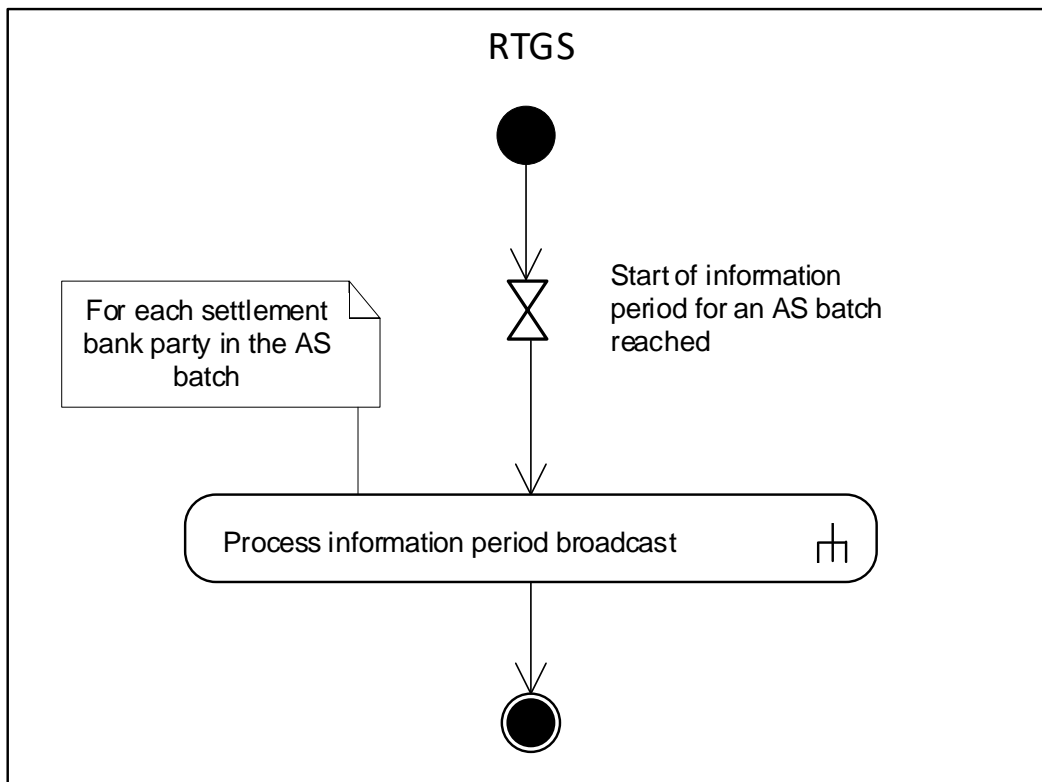 RTGS
Start of information
period for an AS batch
reached
For each settlement
bank party in the AS
batch
Process information period broadcast